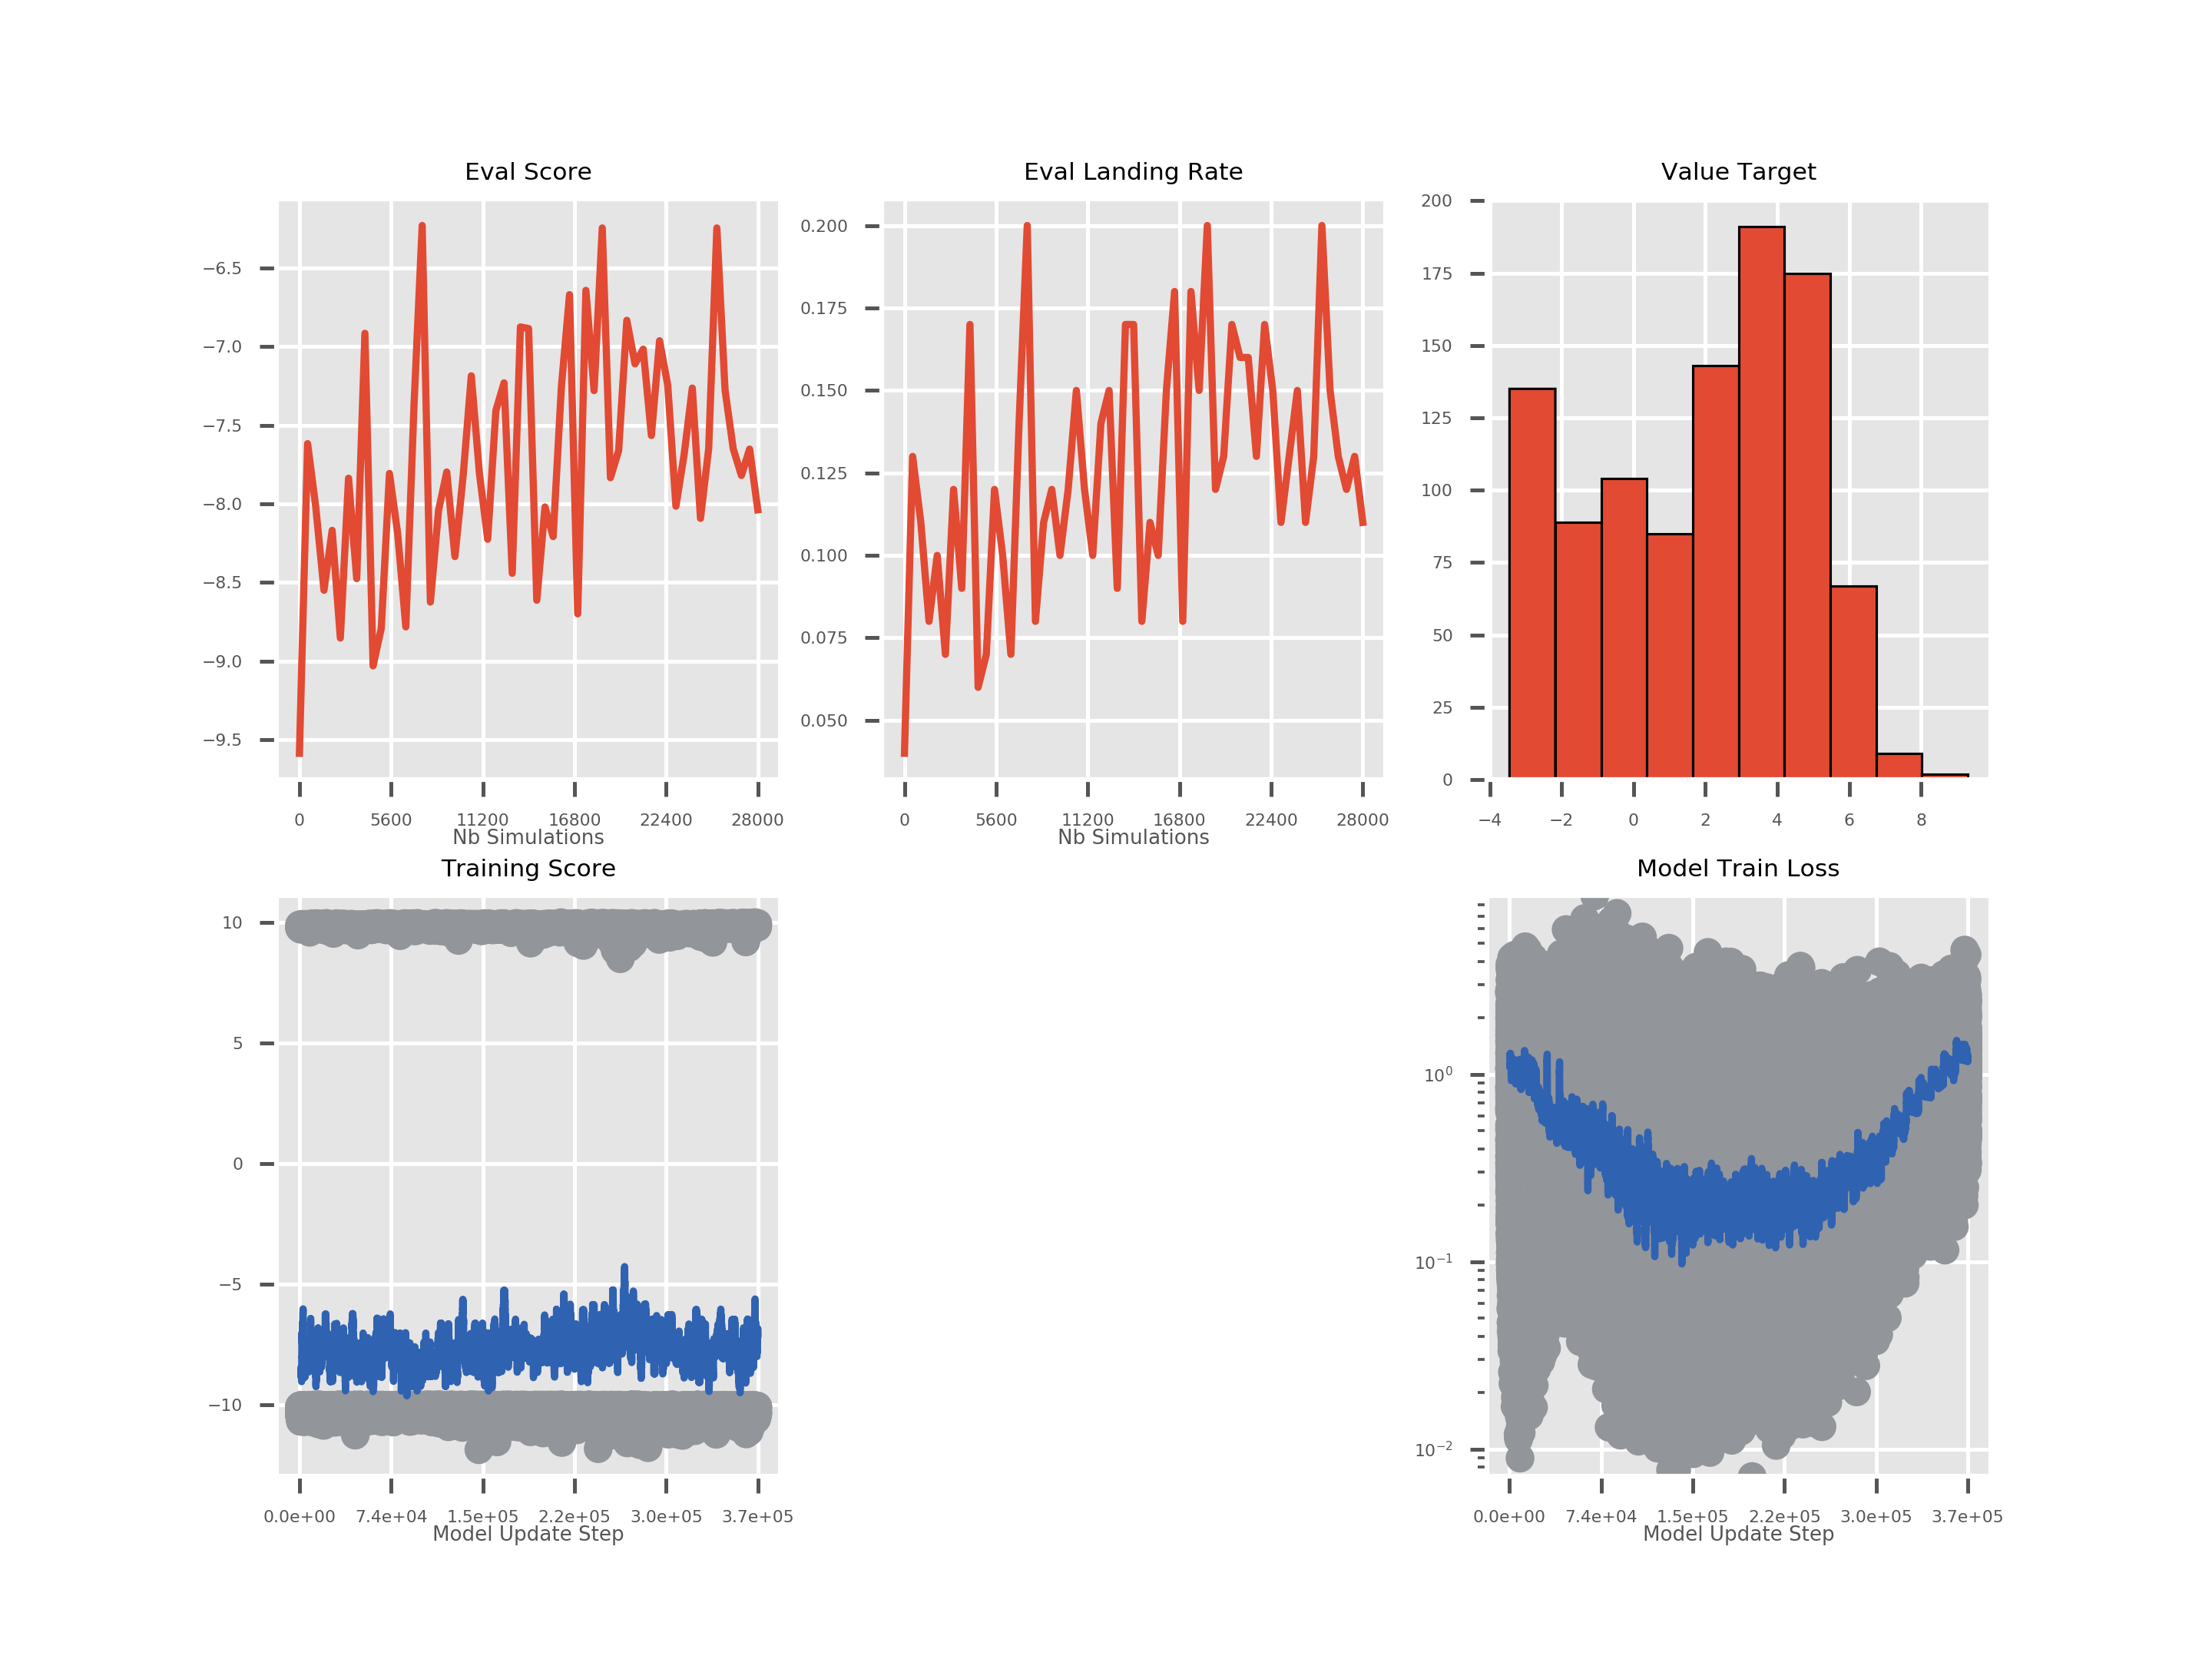 Eval Score
−6.5
−7.0
−7.5
−8.0
−8.5
−9.0
−9.5
0 5600 11200 16800 22400 28000
Nb Simulations
Eval Landing Rate
0.200
0.175
0.150
0.125
0.100
0.075
0.050
0 5600 11200 16800 22400 28000
Nb Simulations
Value Target
200
175
150
125
100
75
50
25
0
−4 −2 0 2 4 6 8
Training Score
10
5
0
−5
−10
0.0e+00 7.4e+04 1.5e+05 2.2e+05 3.0e+05 3.7e+05
Model Update Step
Model Train Loss
10⁰
10⁻¹
10⁻²
0.0e+00 7.4e+04 1.5e+05 2.2e+05 3.0e+05 3.7e+05
Model Update Step